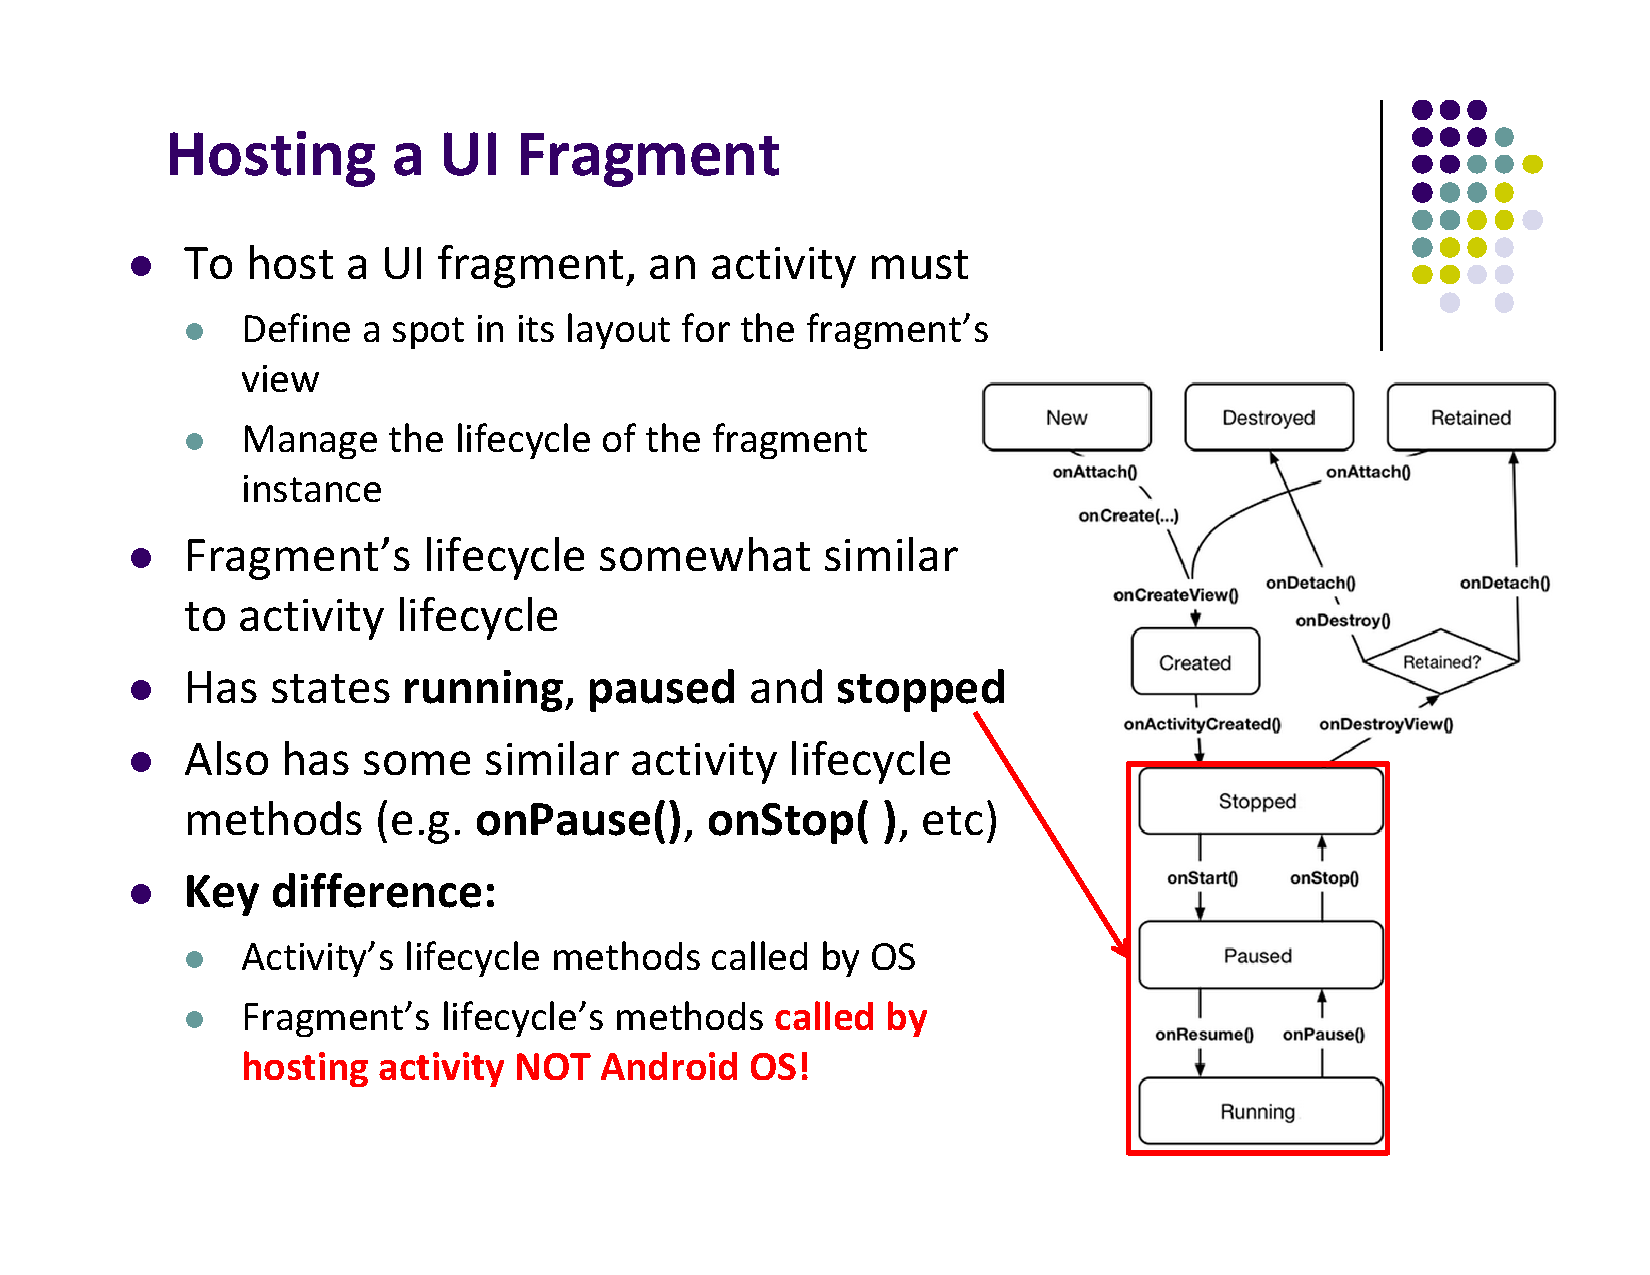 Hosting a UI Fragment
To host a UI fragment, an activity must
Define a spot in its layout for the fragment’s
view
Manage the lifecycle of the fragment
instance
Fragment’s lifecycle somewhat similar
to activity lifecycle
Has states running, paused and stopped
Also has some similar activity lifecycle
methods (e.g. onPause(), onStop( ), etc)
Key difference:
Activity’s lifecycle methods called by OS
Fragment’s lifecycle’s methods called by
hosting activity NOT Android OS!
New Destroyed Retained
onAttach() onAttach()
onCreate(...)
onCreateView() onDetach() onDetach()
onDestroy()
Created Retained?
onActivityCreated() onDestroyView()
Stopped
onStart() onStop()
Paused
onResume() onPause()
Running